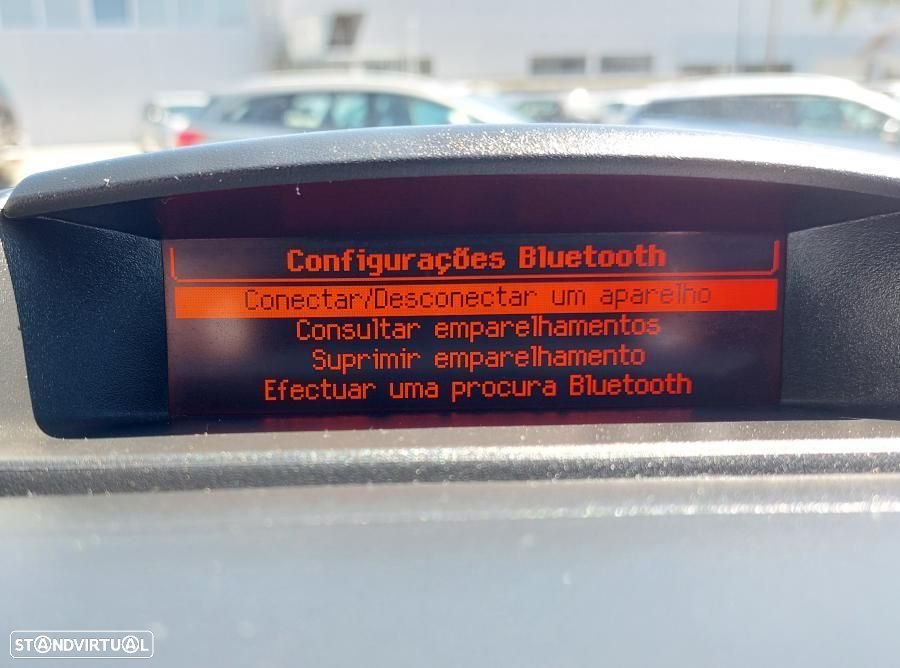 Configurações Bluetooth
Conectar/Desconectar um aparelho
Consultar emparelhamentos
Suprimir emparelhamento
Efectuar uma procura Bluetooth
STANDVIRTUAL